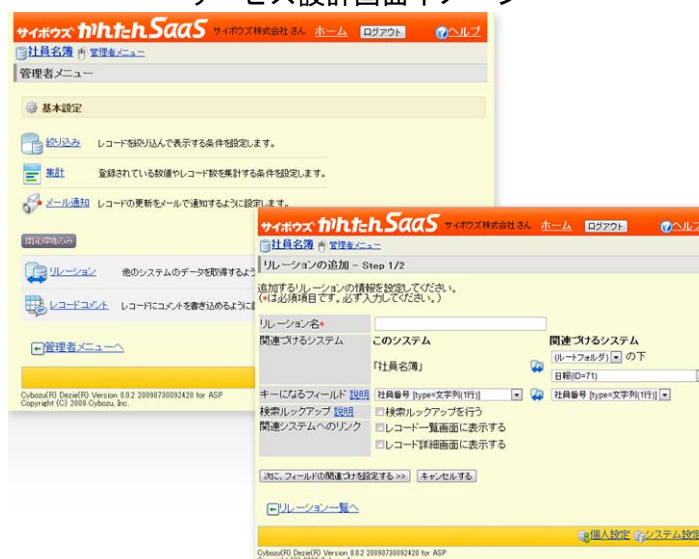 サービス設計画面イメージ
サイボウズ かんたんSaaS サイボウズ株式会社 さん ホーム ログアウト ヘルプ
社員名簿 管理者メニュー
管理者メニュー
基本設定
絞り込み レコードを絞り込んで表示する条件を設定します。
集計 登録されている数値やレコード数を集計する条件を設定します。
メール通知 レコードの更新をメールで通知するように設定します。
開発環境のみ
リレーション 他のシステムのデータを取得するよう
レコードコメント レコードにコメントを書き込めるように
管理者メニューへ
Cybozu(R) Dezie(R) Version 8.0.2 20090730092420 for ASP
Copyright (C) 2009 Cybozu, Inc.
サイボウズ かんたんSaaS サイボウズ株式会社 さん ホーム ログアウト ヘルプ
社員名簿 管理者メニュー
リレーションの追加 - Step 1/2
追加するリレーションの情報を設定してください。
(*は必須項目です。必ず入力してください。)
リレーション名*
関連づけるシステム このシステム 関連づけるシステム
(ルートフォルダ) の下
「社員名簿」
日報(ID=71)
キーになるフィールド 説明 社員番号 [type=文字列(1行)] 社員番号 [type=文字列(1行)]
検索ルックアップ 説明 検索ルックアップを行う
関連システムへのリンク レコード一覧画面に表示する
レコード詳細画面に表示する
次に、フィールドの関連づけを設定する >> キャンセルする
リレーション一覧へ
個人設定 システム設定
Cybozu(R) Dezie(R) Version 8.0.2 20090730092420 for ASP